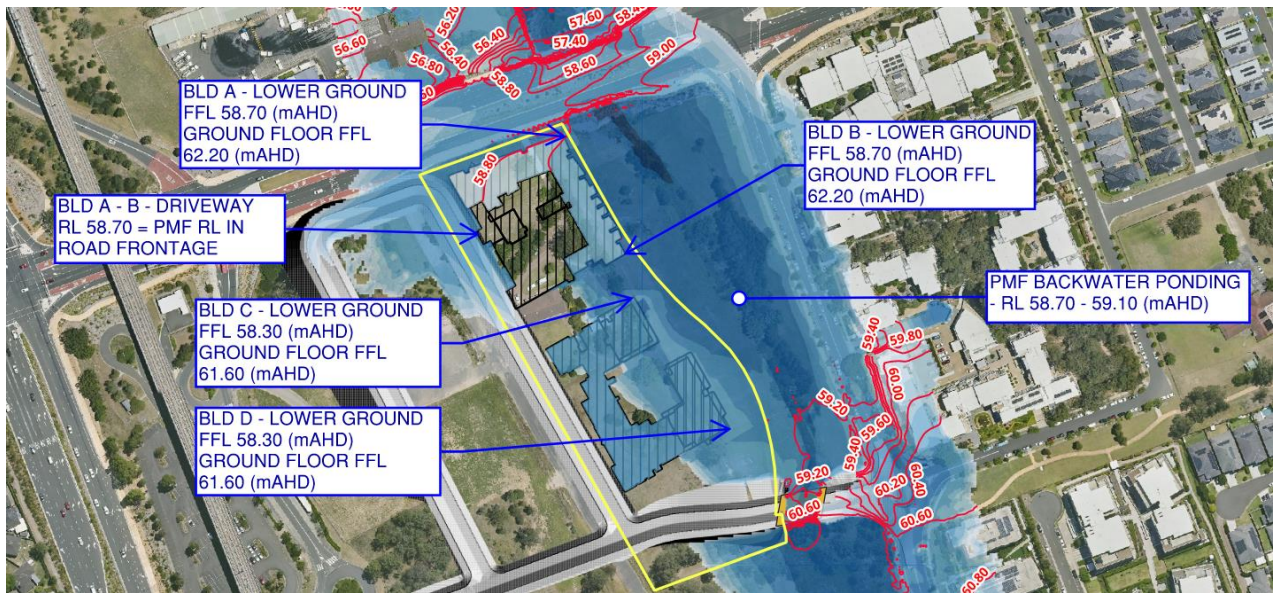 56.60
56.20
56.40
56.40
56.80
57.60
58.40
57.40
58.60
59.00
58.80
BLD A - LOWER GROUND
FFL 58.70 (mAHD)
GROUND FLOOR FFL
62.20 (mAHD)
BLD B - LOWER GROUND
FFL 58.70 (mAHD)
GROUND FLOOR FFL
62.20 (mAHD)
58.80
BLD A - B - DRIVEWAY
RL 58.70 = PMF RL IN
ROAD FRONTAGE
PMF BACKWATER PONDING
- RL 58.70 - 59.10 (mAHD)
BLD C - LOWER GROUND
FFL 58.30 (mAHD)
GROUND FLOOR FFL
61.60 (mAHD)
BLD D - LOWER GROUND
FFL 58.30 (mAHD)
GROUND FLOOR FFL
61.60 (mAHD)
59.40
59.80
60.00
59.20
59.60
59.40
59.20
60.40
60.20
60.60
60.60
60.80